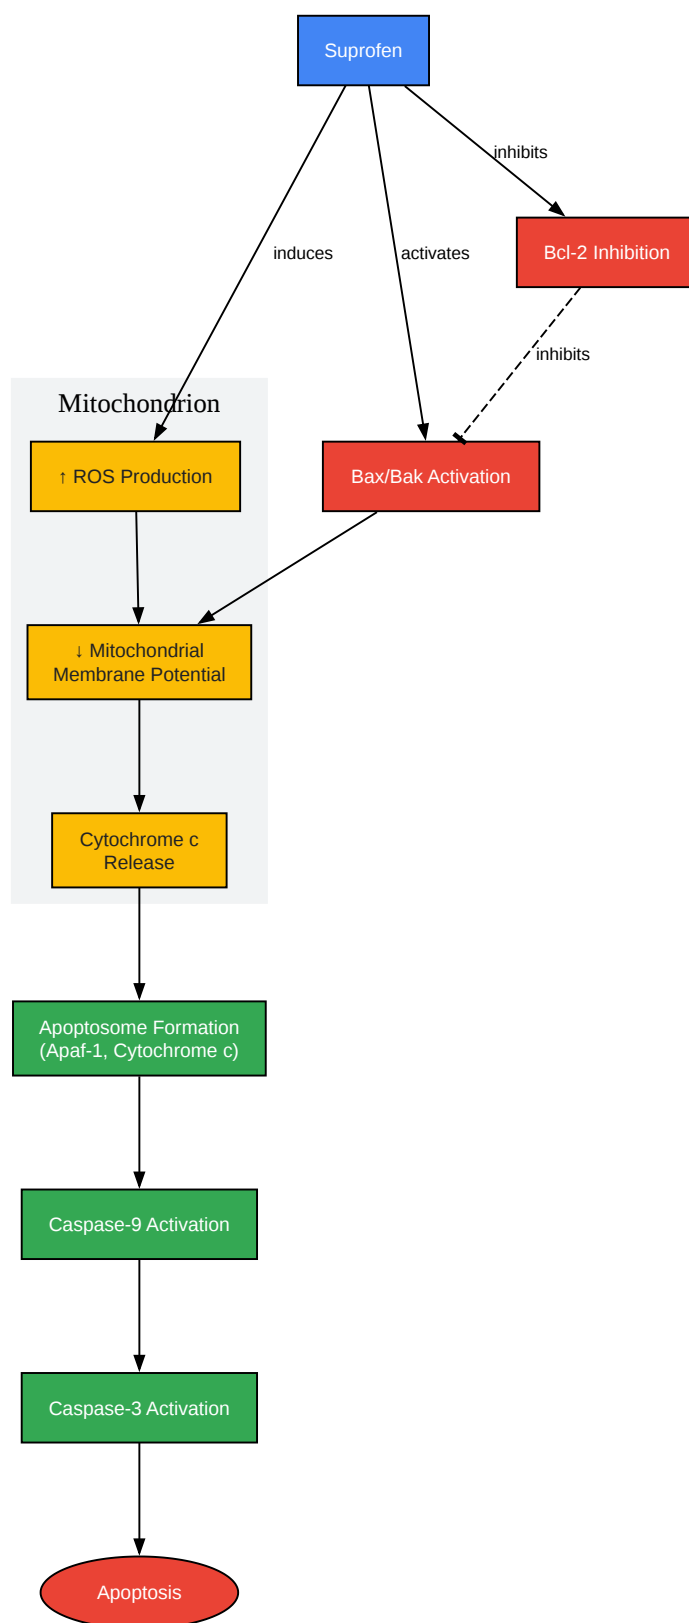 Suprofen
inhibits
Bcl-2 Inhibition
induces
activates
inhibits
Mitochondrion
↑ ROS Production
Bax/Bak Activation
↓ Mitochondrial
Membrane Potential
Cytochrome c
Release
Apoptosome Formation
(Apaf-1, Cytochrome c)
Caspase-9 Activation
Caspase-3 Activation
Apoptosis